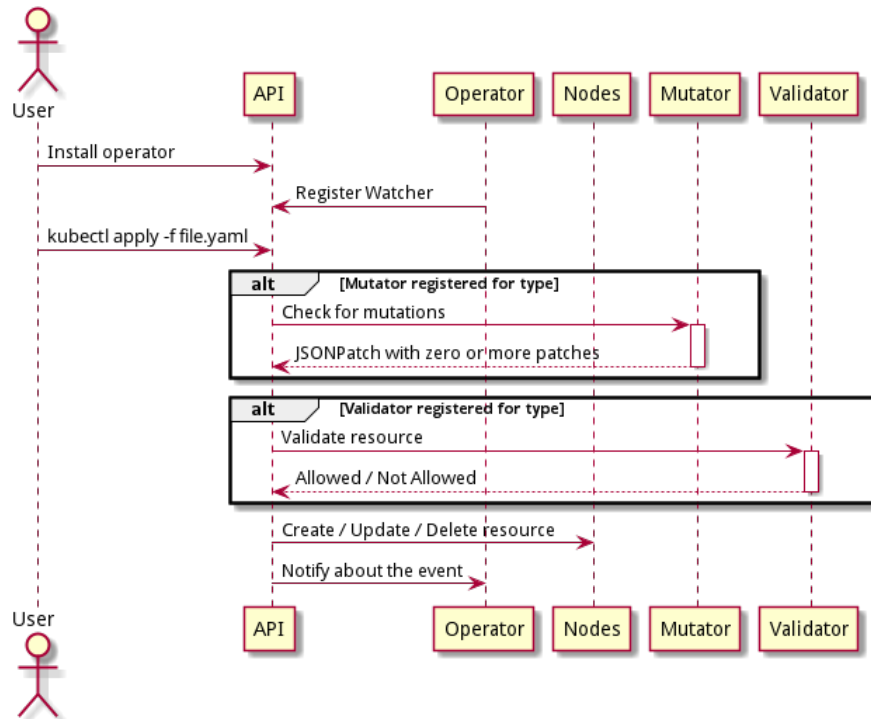 User
API
Operator
Nodes
Mutator
Validator
Install operator
Register Watcher
kubectl apply -f file.yaml
alt [Mutator registered for type]
Check for mutations
JSONPatch with zero or more patches
alt [Validator registered for type]
Validate resource
Allowed / Not Allowed
Create / Update / Delete resource
Notify about the event
User
API
Operator
Nodes
Mutator
Validator